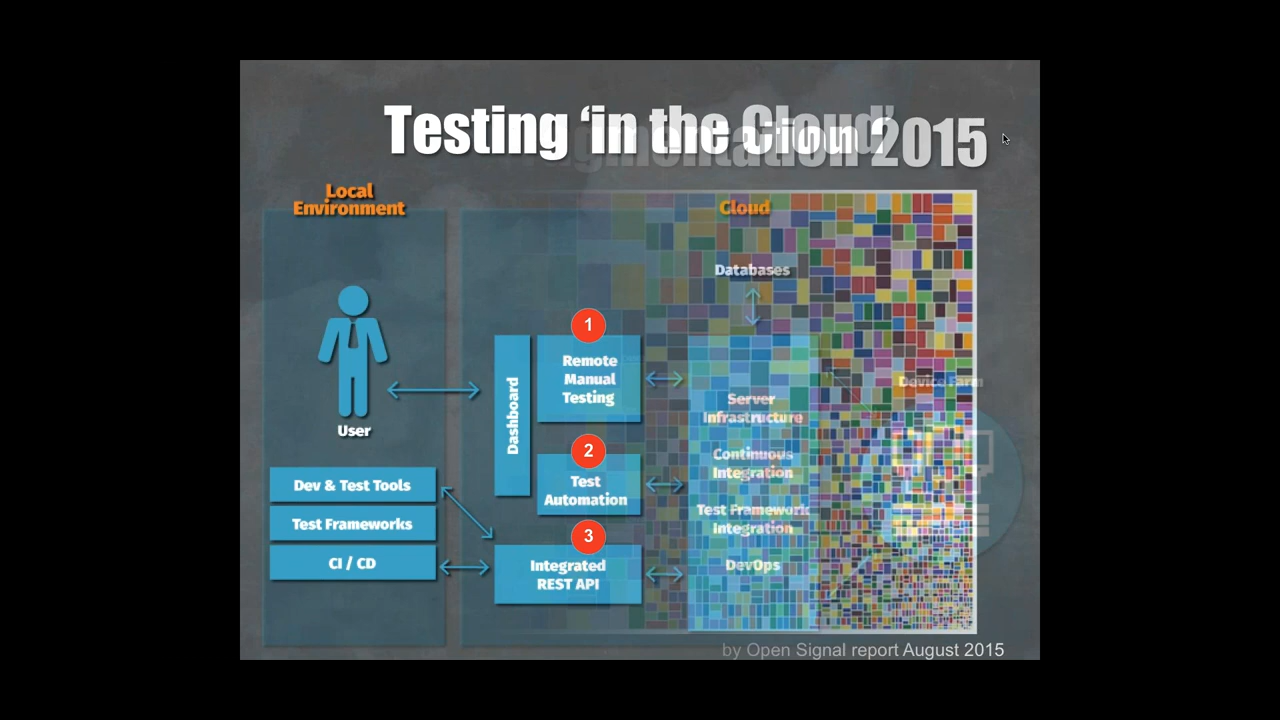 Testing ‘in the Cloud’
2015
Local
Environment
Cloud
Databases
1
Remote
Manual
Testing
Device Farm
Dashboard
Server
Infrastructure
User
2
Continuous
Integration
Test
Automation
Dev & Test Tools
Test Framework
Integration
Test Frameworks
3
CI / CD
Integrated
REST API
DevOps
by Open Signal report August 2015